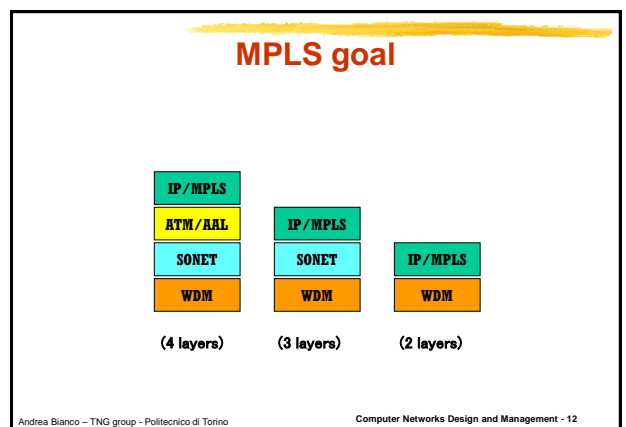 MPLS goal
IP/MPLS
ATM/AAL
SONET
WDM
(4 layers)
IP/MPLS
SONET
WDM
(3 layers)
IP/MPLS
WDM
(2 layers)
Andrea Bianco – TNG group - Politecnico di Torino
Computer Networks Design and Management - 12